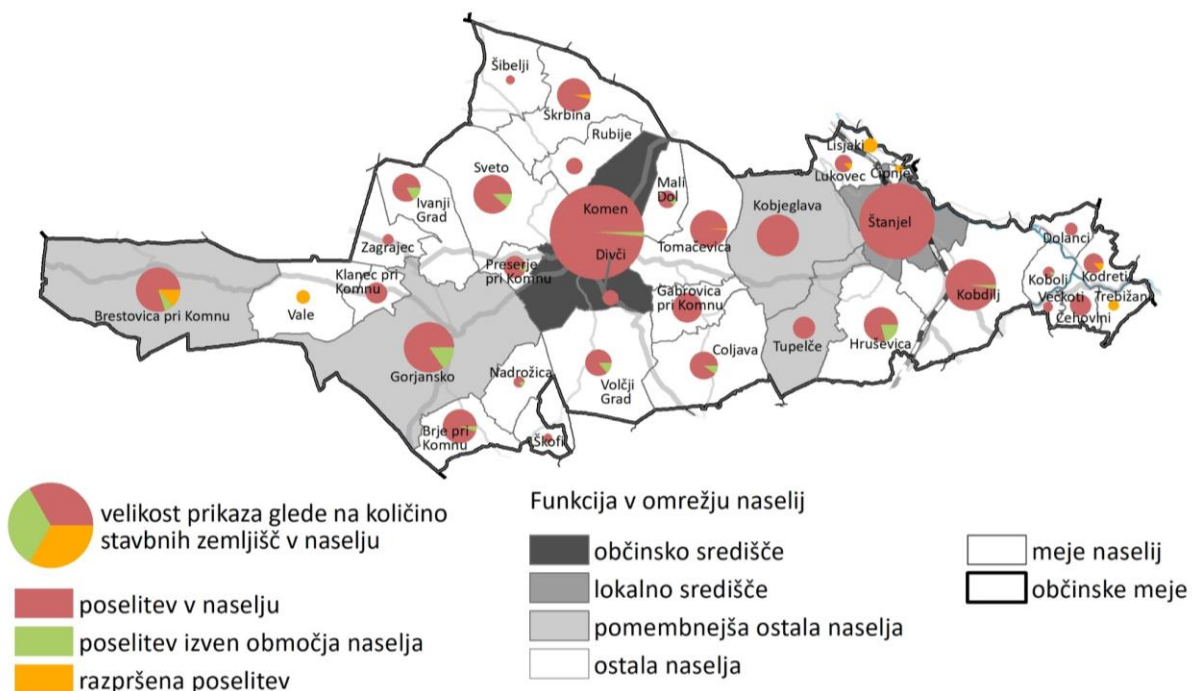 Šibelji
Škrbina
Rubije
Lisjaki
Lukovec
Čipnje
Sveto
Mali
Dol
Ivanji
Grad
Komen
Kobjeglava
Štanjel
Tomačevica
Dolanci
Zagrajec
Divči
Preserje
pri Komnu
Klanec pri
Komnu
Koboli
Kodreti
Gabrovica
pri Komnu
Kobdilj
Večkoti
Trebižani
Čehovini
Brestovica pri Komnu
Vale
Tupelče
Hruševica
Gorjansko
Nadrožica
Volčji
Grad
Coljava
Brje pri
Komnu
Škofi
velikost prikaza glede na količino
stavbnih zemljišč v naselju
poselitev v naselju
poselitev izven območja naselja
razpršena poselitev
Funkcija v omrežju naselij
občinsko središče
lokalno središče
pomembnejša ostala naselja
ostala naselja
meje naselij
občinske meje